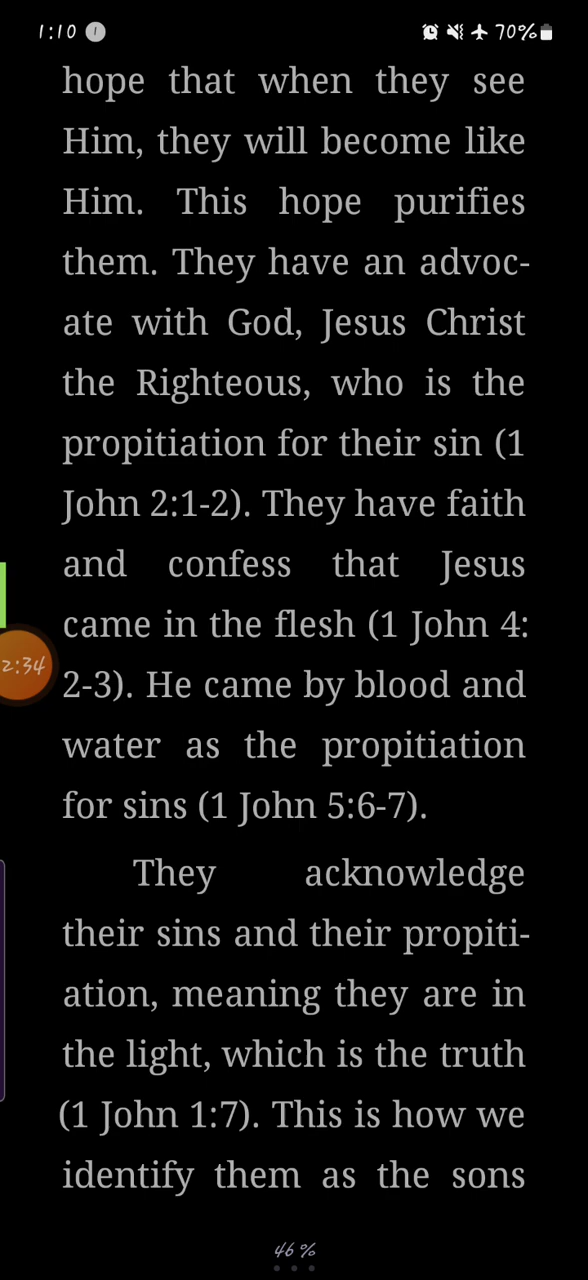 1:10
70%
hope that when they see
Him, they will become like
Him. This hope purifies
them. They have an advoc-
ate with God, Jesus Christ
the Righteous, who is the
propitiation for their sin (1
John 2:1-2). They have faith
and confess that Jesus
came in the flesh (1 John 4:
2:34
2-3). He came by blood and
water as the propitiation
for sins (1 John 5:6-7).
They acknowledge
their sins and their propiti-
ation, meaning they are in
the light, which is the truth
(1 John 1:7). This is how we
identify them as the sons
46%